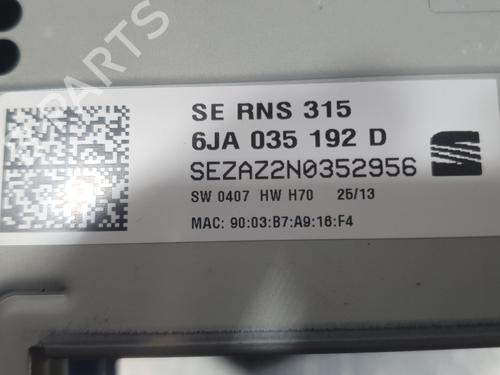 SE RNS 315
6JA 035 192 D
SEZAZ2N0352956
SW 0407 HW H70 25/13
MAC: 90:03:B7:A9:16:F4
B-PARTS